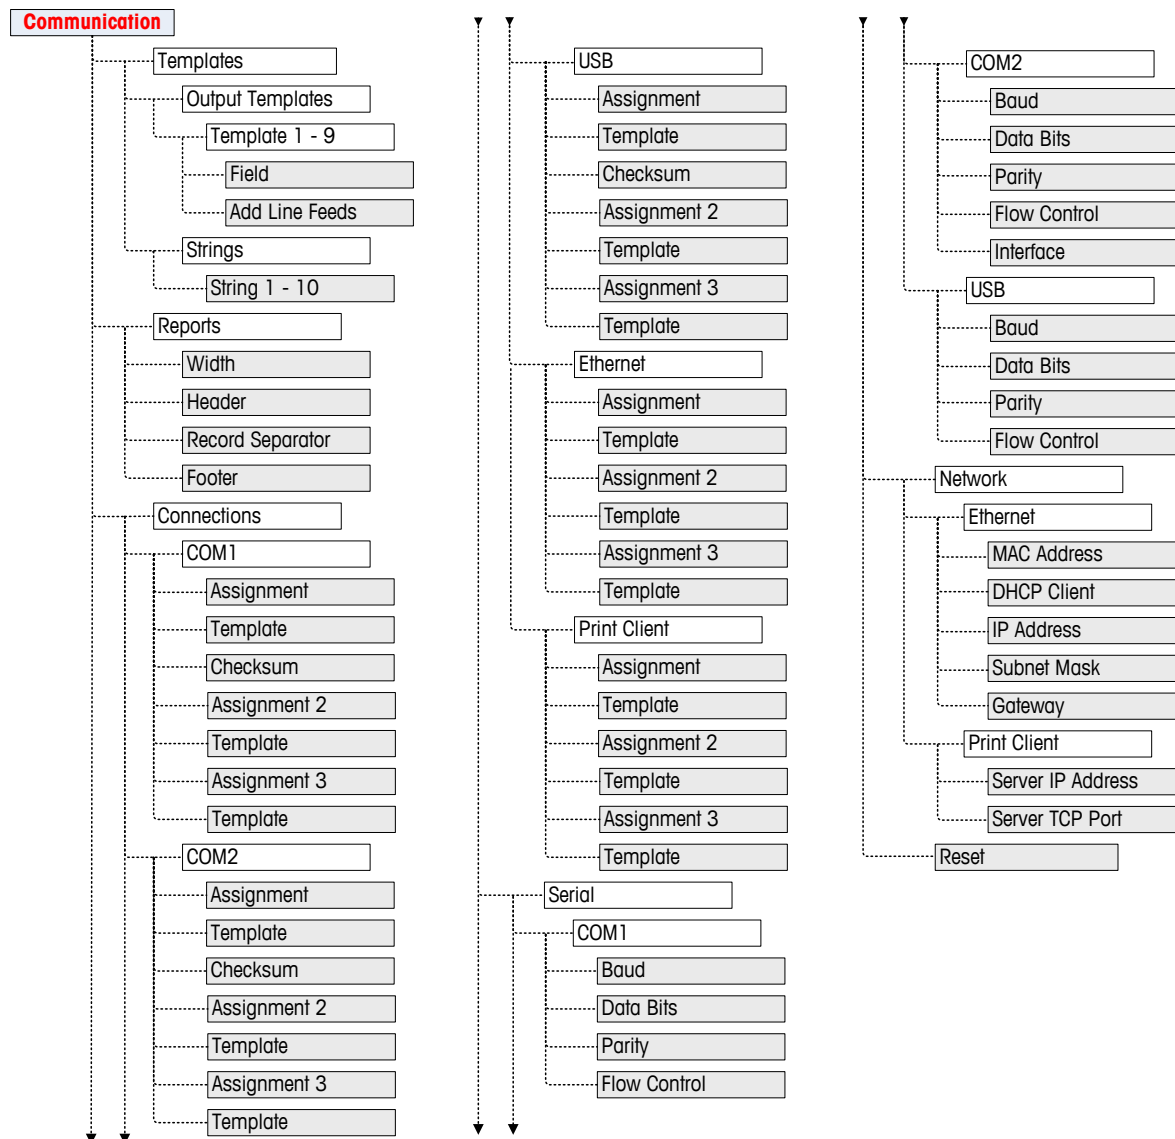 Communication
Templates
Output Templates
Template 1 - 9
Field
Add Line Feeds
Strings
String 1 - 10
Reports
Width
Header
Record Separator
Footer
Connections
COM1
Assignment
Template
Checksum
Assignment 2
Template
Assignment 3
Template
COM2
Assignment
Template
Checksum
Assignment 2
Template
Assignment 3
Template
USB
Assignment
Template
Checksum
Assignment 2
Template
Assignment 3
Template
Ethernet
Assignment
Template
Assignment 2
Template
Assignment 3
Template
Print Client
Assignment
Template
Assignment 2
Template
Assignment 3
Template
Serial
COM1
Baud
Data Bits
Parity
Flow Control
COM2
Baud
Data Bits
Parity
Flow Control
Interface
USB
Baud
Data Bits
Parity
Flow Control
Network
Ethernet
MAC Address
DHCP Client
IP Address
Subnet Mask
Gateway
Print Client
Server IP Address
Server TCP Port
Reset